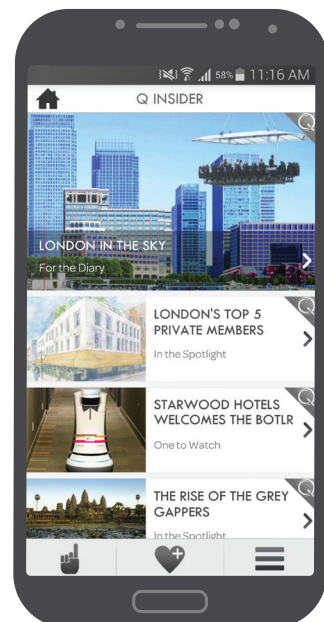 58% 11:16 AM
Q INSIDER
Q
LONDON IN THE SKY
For the Diary
Q
LONDON'S TOP 5
PRIVATE MEMBERS
In the Spotlight
Q
STARWOOD HOTELS
WELCOMES THE BOTLR
One to Watch
Q
THE RISE OF THE GREY
GAPPERS
In the Spotlight